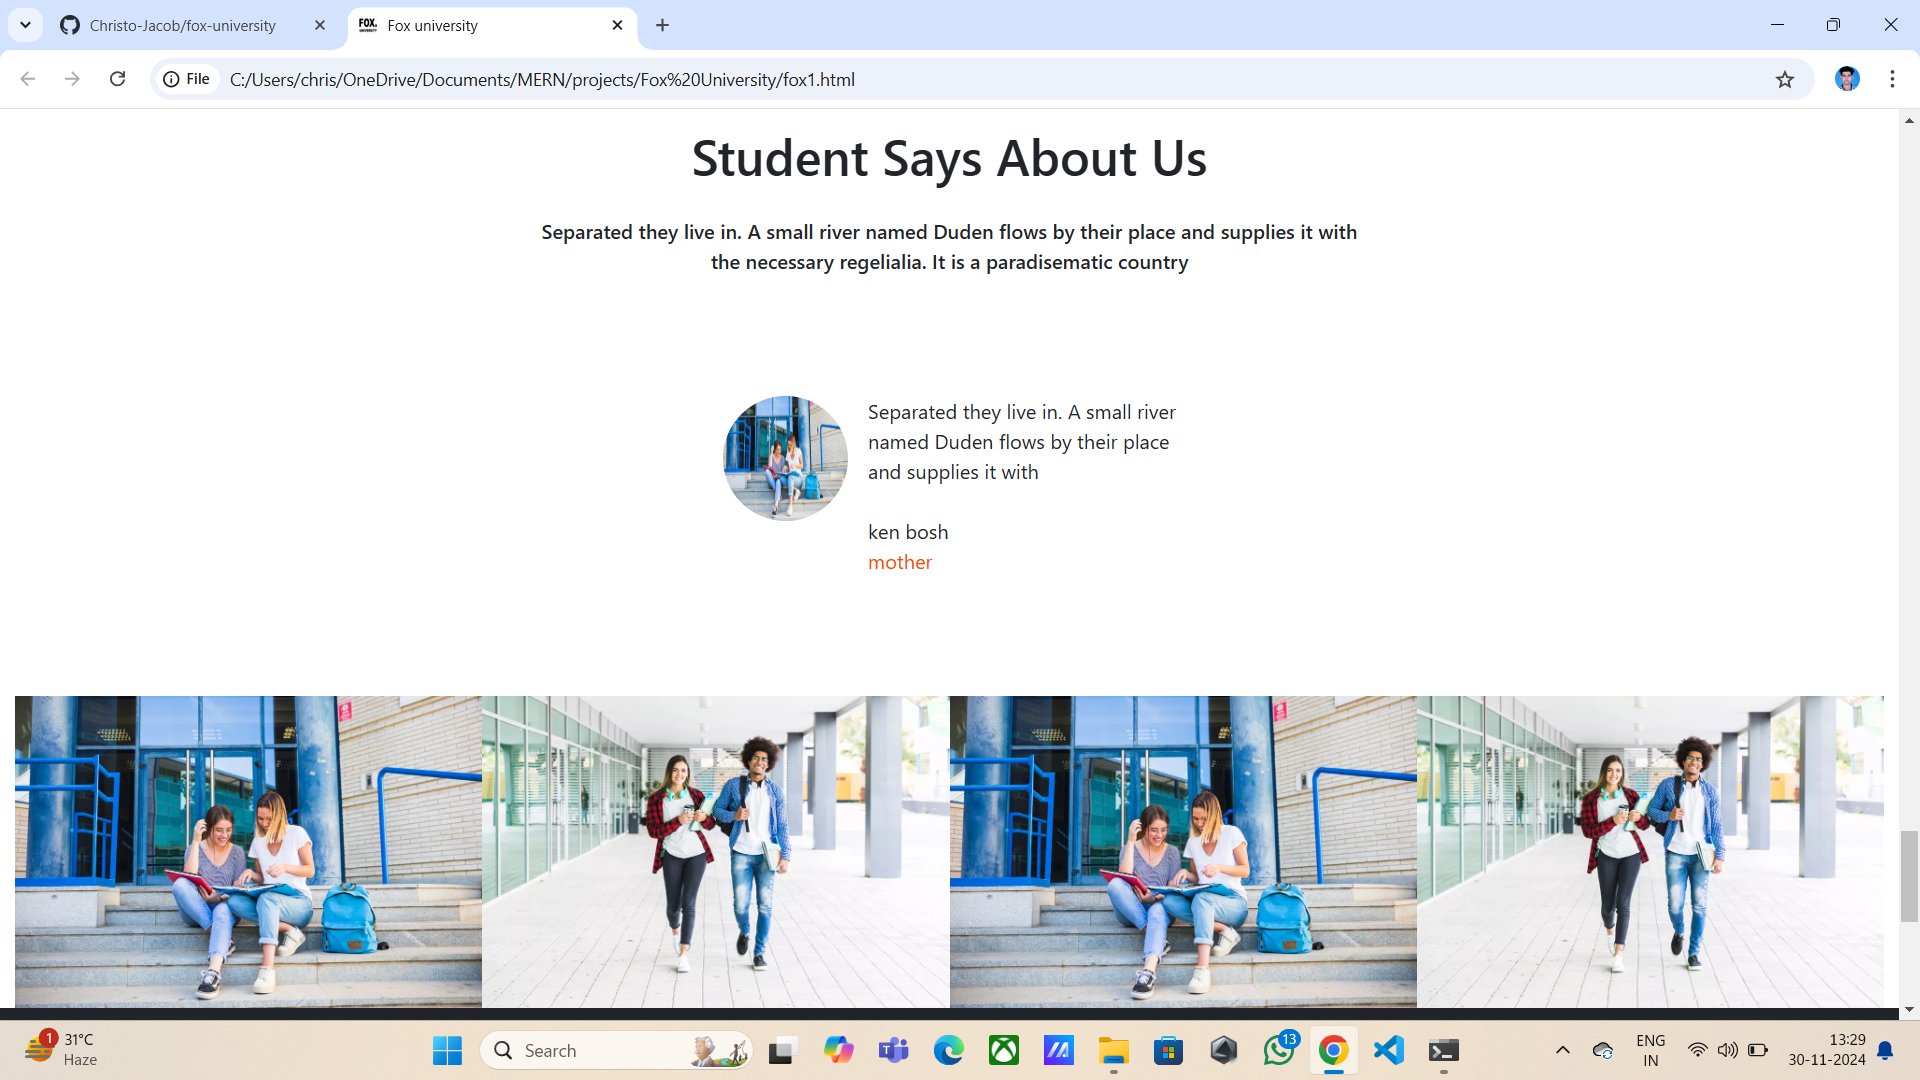 Christo-Jacob/fox-university
FOX.
UNIVERSITY
Fox university
File
C:/Users/chris/OneDrive/Documents/MERN/projects/Fox%20University/fox1.html
Student Says About Us
Separated they live in. A small river named Duden flows by their place and supplies it with
the necessary regelialia. It is a paradisematic country
Separated they live in. A small river
named Duden flows by their place
and supplies it with
ken bosh
mother
1
31°C
Haze
Search
13
ENG
IN
13:29
30-11-2024